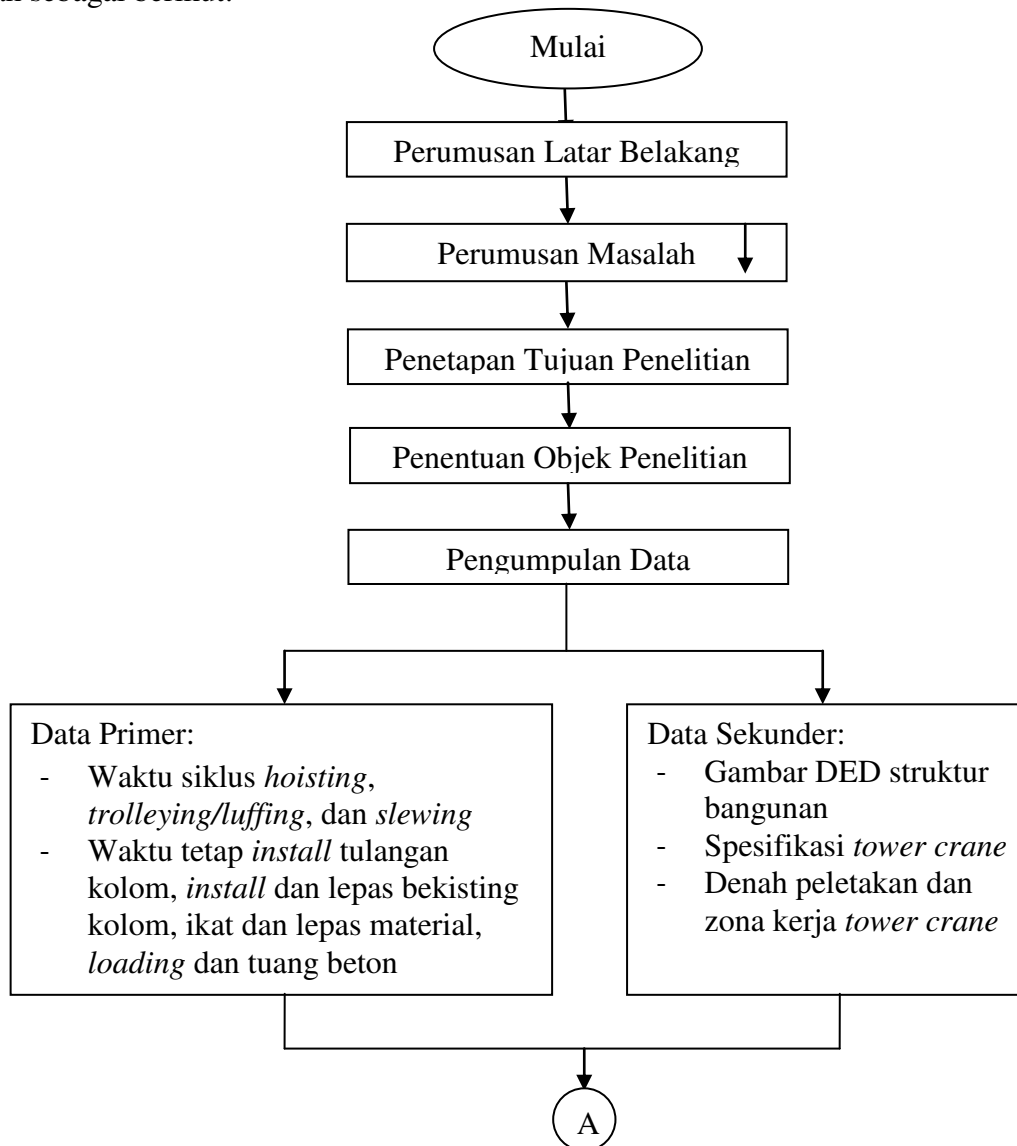 sebagai berikut:
Mulai
Perumusan Latar Belakang
Perumusan Masalah
Penetapan Tujuan Penelitian
Penentuan Objek Penelitian
Pengumpulan Data
Data Primer:
- Waktu siklus hoisting,
trolleying/luffing, dan slewing
- Waktu tetap install tulangan
kolom, install dan lepas bekisting
kolom, ikat dan lepas material,
loading dan tuang beton
Data Sekunder:
- Gambar DED struktur
bangunan
- Spesifikasi tower crane
- Denah peletakan dan
zona kerja tower crane
A